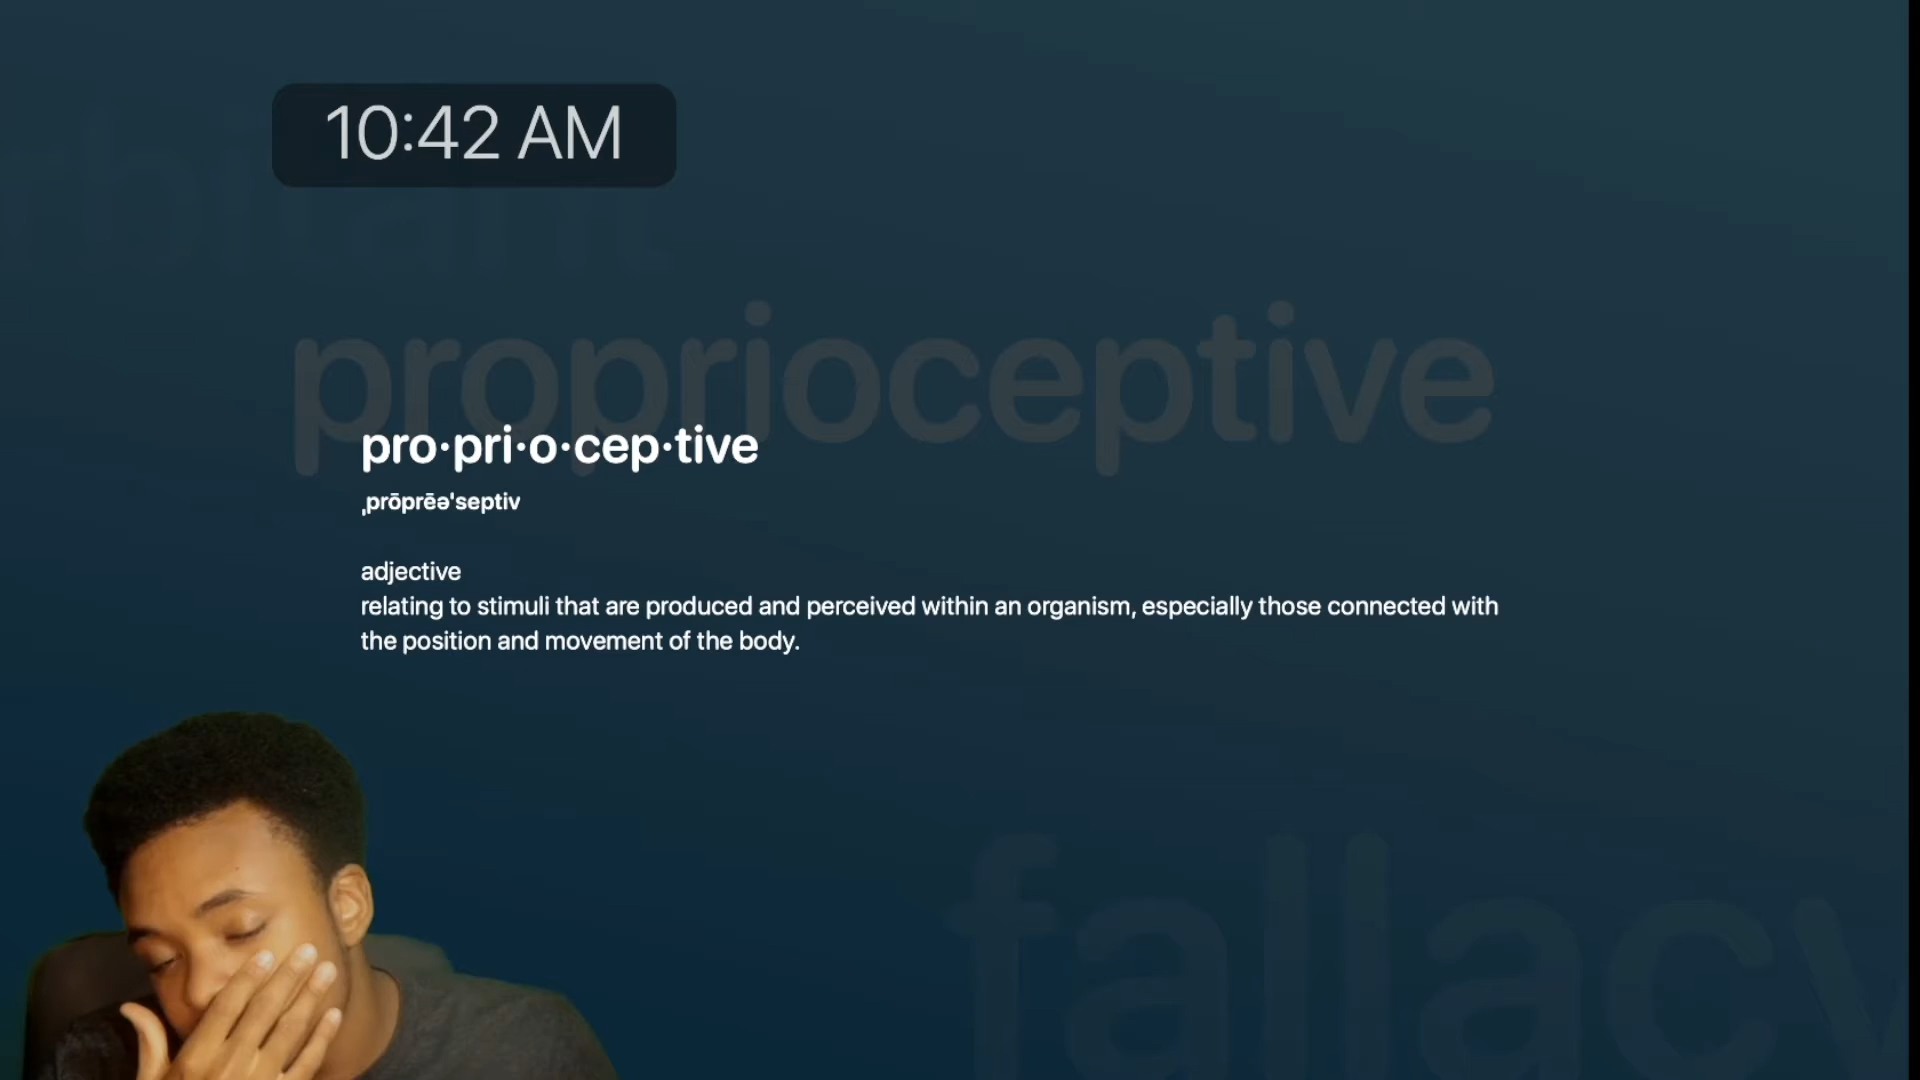 10:42 AM
proprioceptive
pro·pri·o·cep·tive
ˌprōprēəˈseptiv
adjective
relating to stimuli that are produced and perceived within an organism, especially those connected with
the position and movement of the body.
fallacy